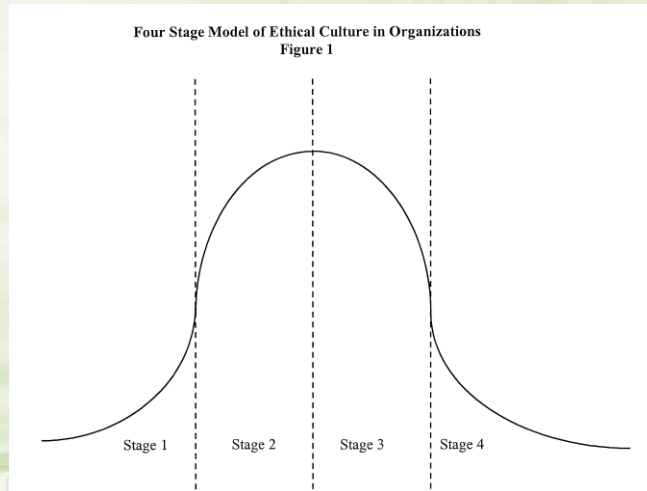 Four Stage Model of Ethical Culture in Organizations
Figure 1
Stage 1
Stage 2
Stage 3
Stage 4